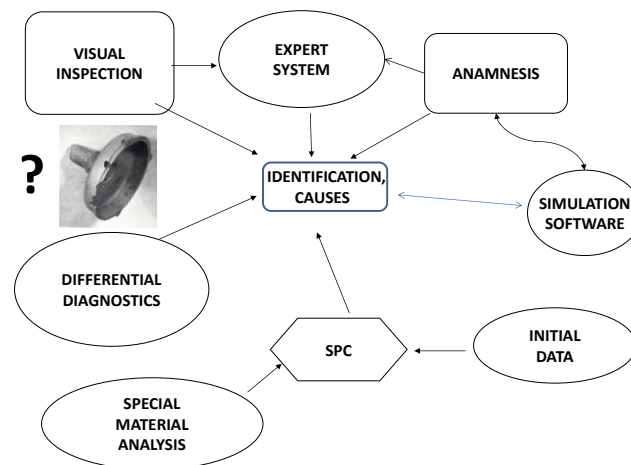 VISUAL
INSPECTION
EXPERT
SYSTEM
ANAMNESIS
?
IDENTIFICATION,
CAUSES
SIMULATION
SOFTWARE
DIFFERENTIAL
DIAGNOSTICS
SPC
INITIAL
DATA
SPECIAL
MATERIAL
ANALYSIS